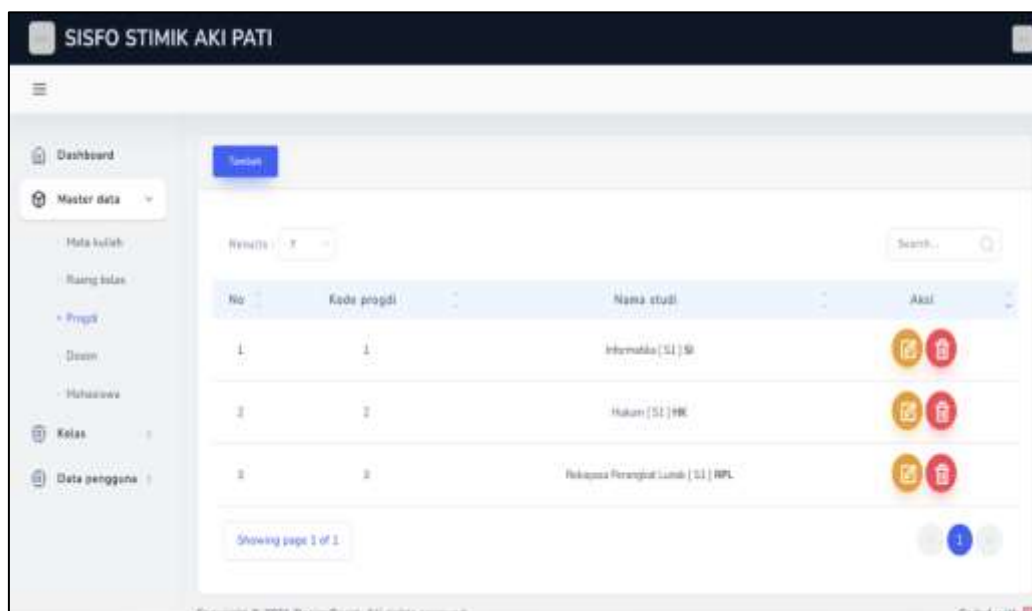 SISFO STIMIK AKI PATI
Dashboard
Tambah
Master data
Mata kuliah
Results : 7
Search...
Ruang kelas
No Kode progdi Nama studi Aksi
Progdi
1 1 Informatika [ S1 ] SI
Dosen
Mahasiswa
2 2 Hukum [ S1 ] HK
Kelas
Data pengguna
3 3 Perangkat Lunak [ S1 ] RPL
Showing page 1 of 1
1